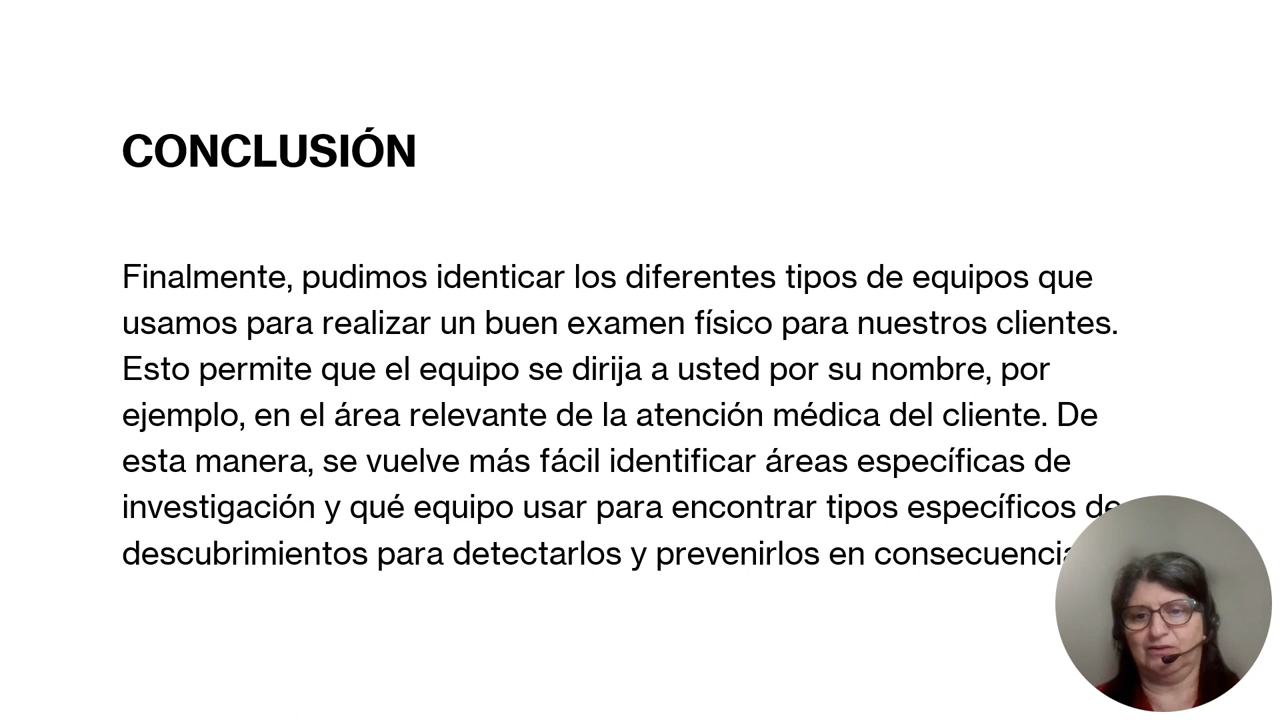 CONCLUSIÓN
Finalmente, pudimos identicar los diferentes tipos de equipos que
usamos para realizar un buen examen físico para nuestros clientes.
Esto permite que el equipo se dirija a usted por su nombre, por
ejemplo, en el área relevante de la atención médica del cliente. De
esta manera, se vuelve más fácil identificar áreas específicas de
investigación y qué equipo usar para encontrar tipos específicos de
descubrimientos para detectarlos y prevenirlos en consecuencia